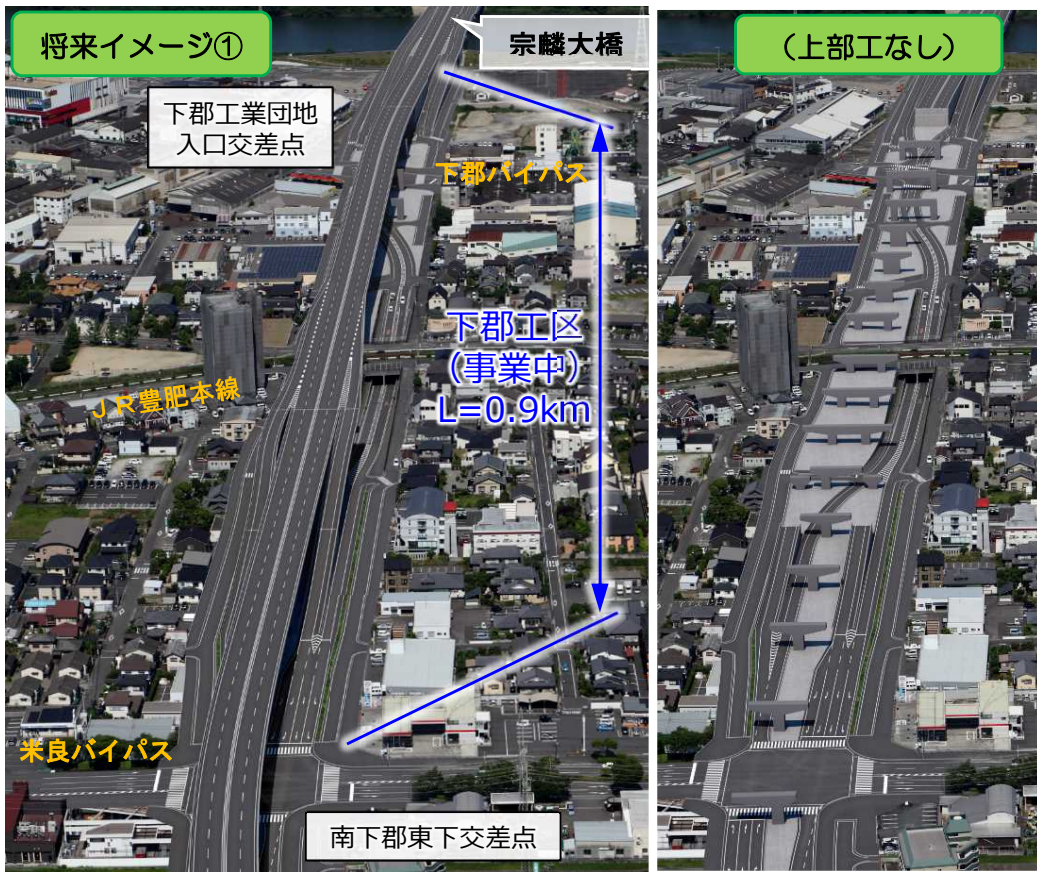 将来イメージ①
宗麟大橋
(上部工なし)
下郡工業団地
入口交差点
下郡バイパス
下郡工区
(事業中)
L=0.9km
JR豊肥本線
米良バイパス
南下郡東下交差点